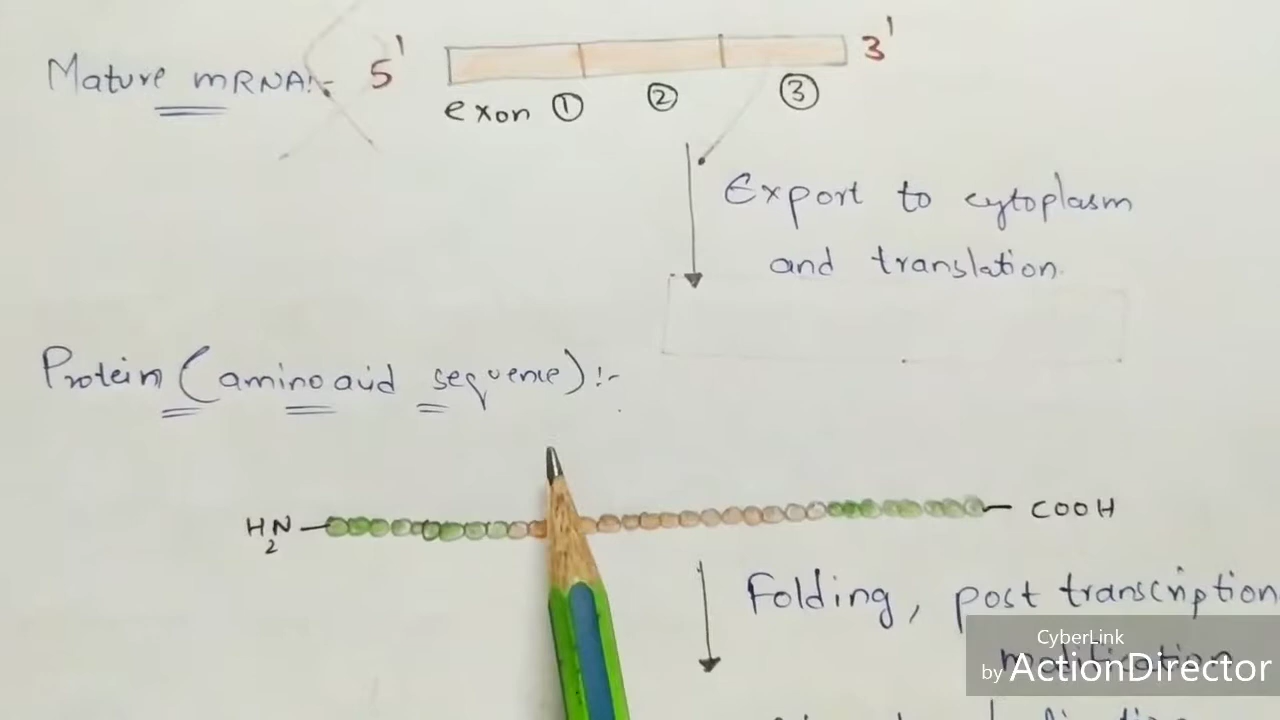 Mature mRNA:- 5' 3'
exon ① ② ③
Export to cytoplasm
and translation.
Protein (amino acid sequence) :-
H2N COOH
Folding, post transcription
modification
CyberLink
by ActionDirector